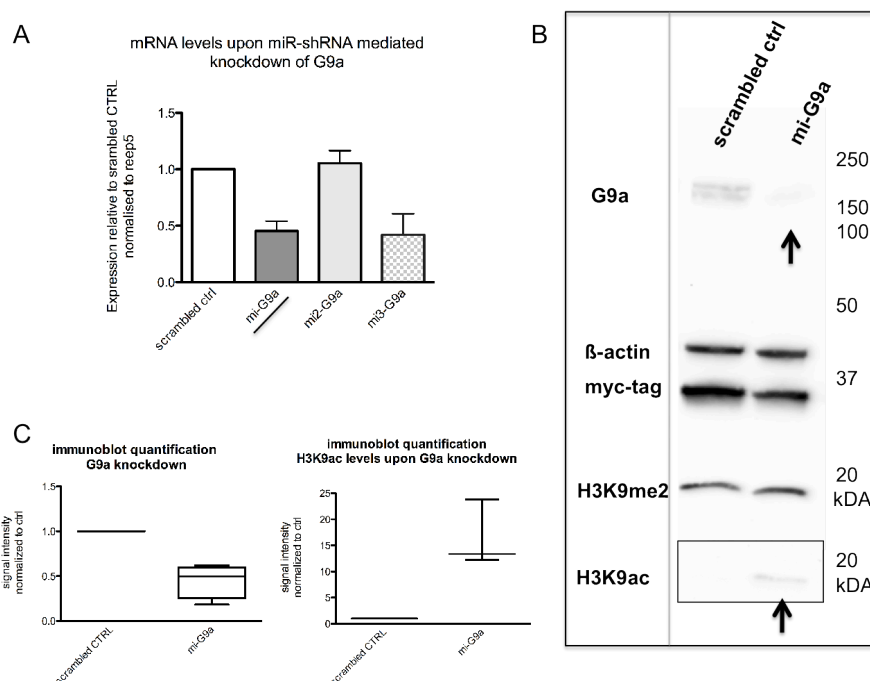 A
mRNA levels upon miR-shRNA mediated
knockdown of G9a
Expression relative to srambled CTRL
normalised to reep5
1.5
1.0
0.5
0.0
scrambled ctrl
mi-G9a
mi2-G9a
mi3-G9a
B
scrambled ctrl
mi-G9a
G9a
ß-actin
myc-tag
H3K9me2
H3K9ac
250
150
100
50
37
20
kDA
20
kDA
C
immunoblot quantification
G9a knockdown
signal intensity
normalized to ctrl
1.5
1.0
0.5
0.0
scrambled CTRL
mi-G9a
immunoblot quantification
H3K9ac levels upon G9a knockdown
signal intensity
normalized to ctrl
25
20
15
10
5
0
scrambled CTRL
mi-G9a